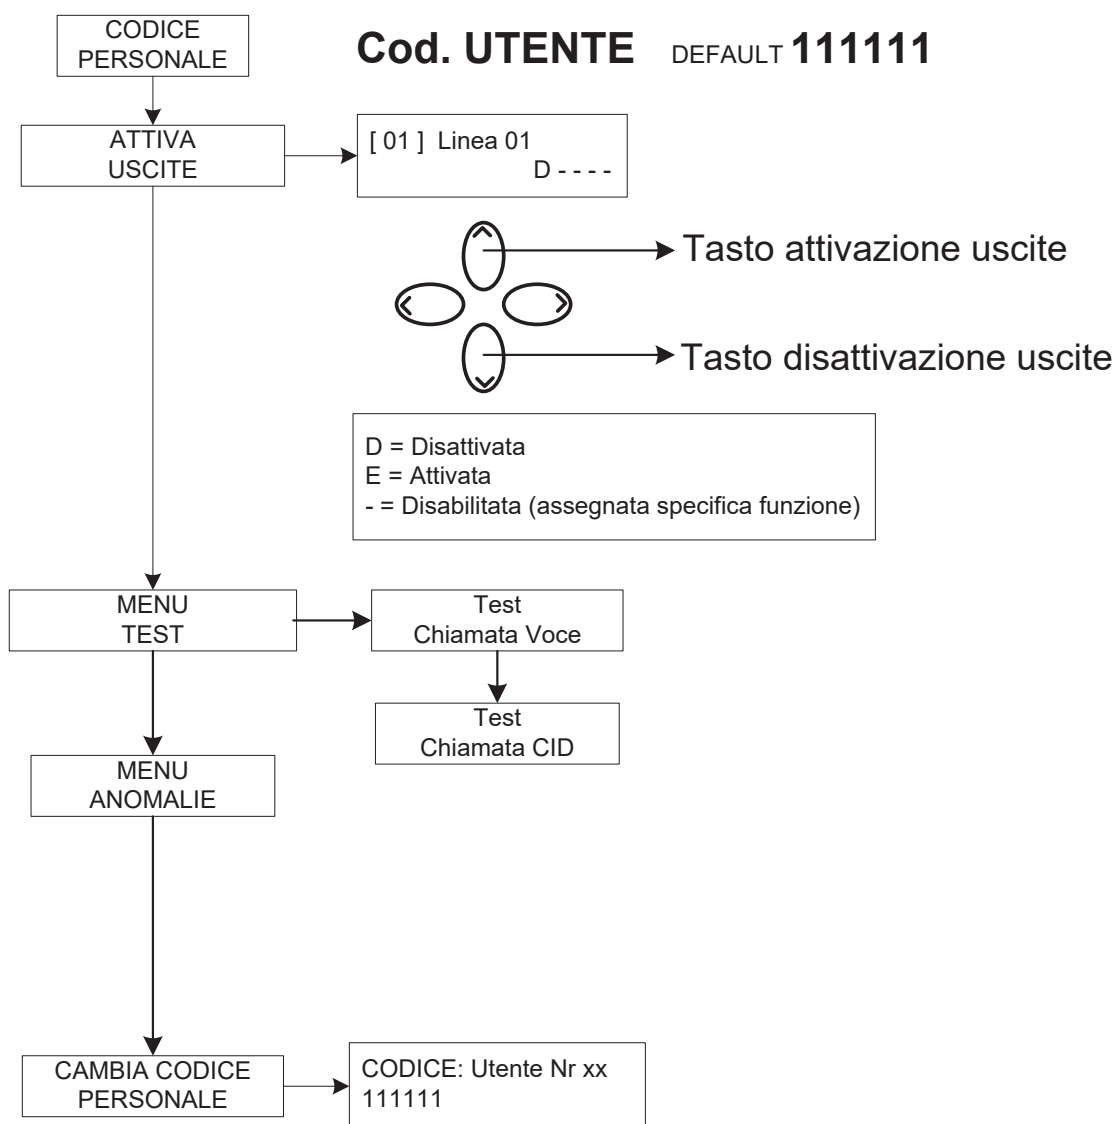 CODICE
PERSONALE
Cod. UTENTE DEFAULT 111111
ATTIVA
USCITE
[ 01 ] Linea 01
D - - - -
Tasto attivazione uscite
Tasto disattivazione uscite
D = Disattivata
E = Attivata
- = Disabilitata (assegnata specifica funzione)
MENU
TEST
Test
Chiamata Voce
Test
Chiamata CID
MENU
ANOMALIE
CAMBIA CODICE
PERSONALE
CODICE: Utente Nr xx
111111